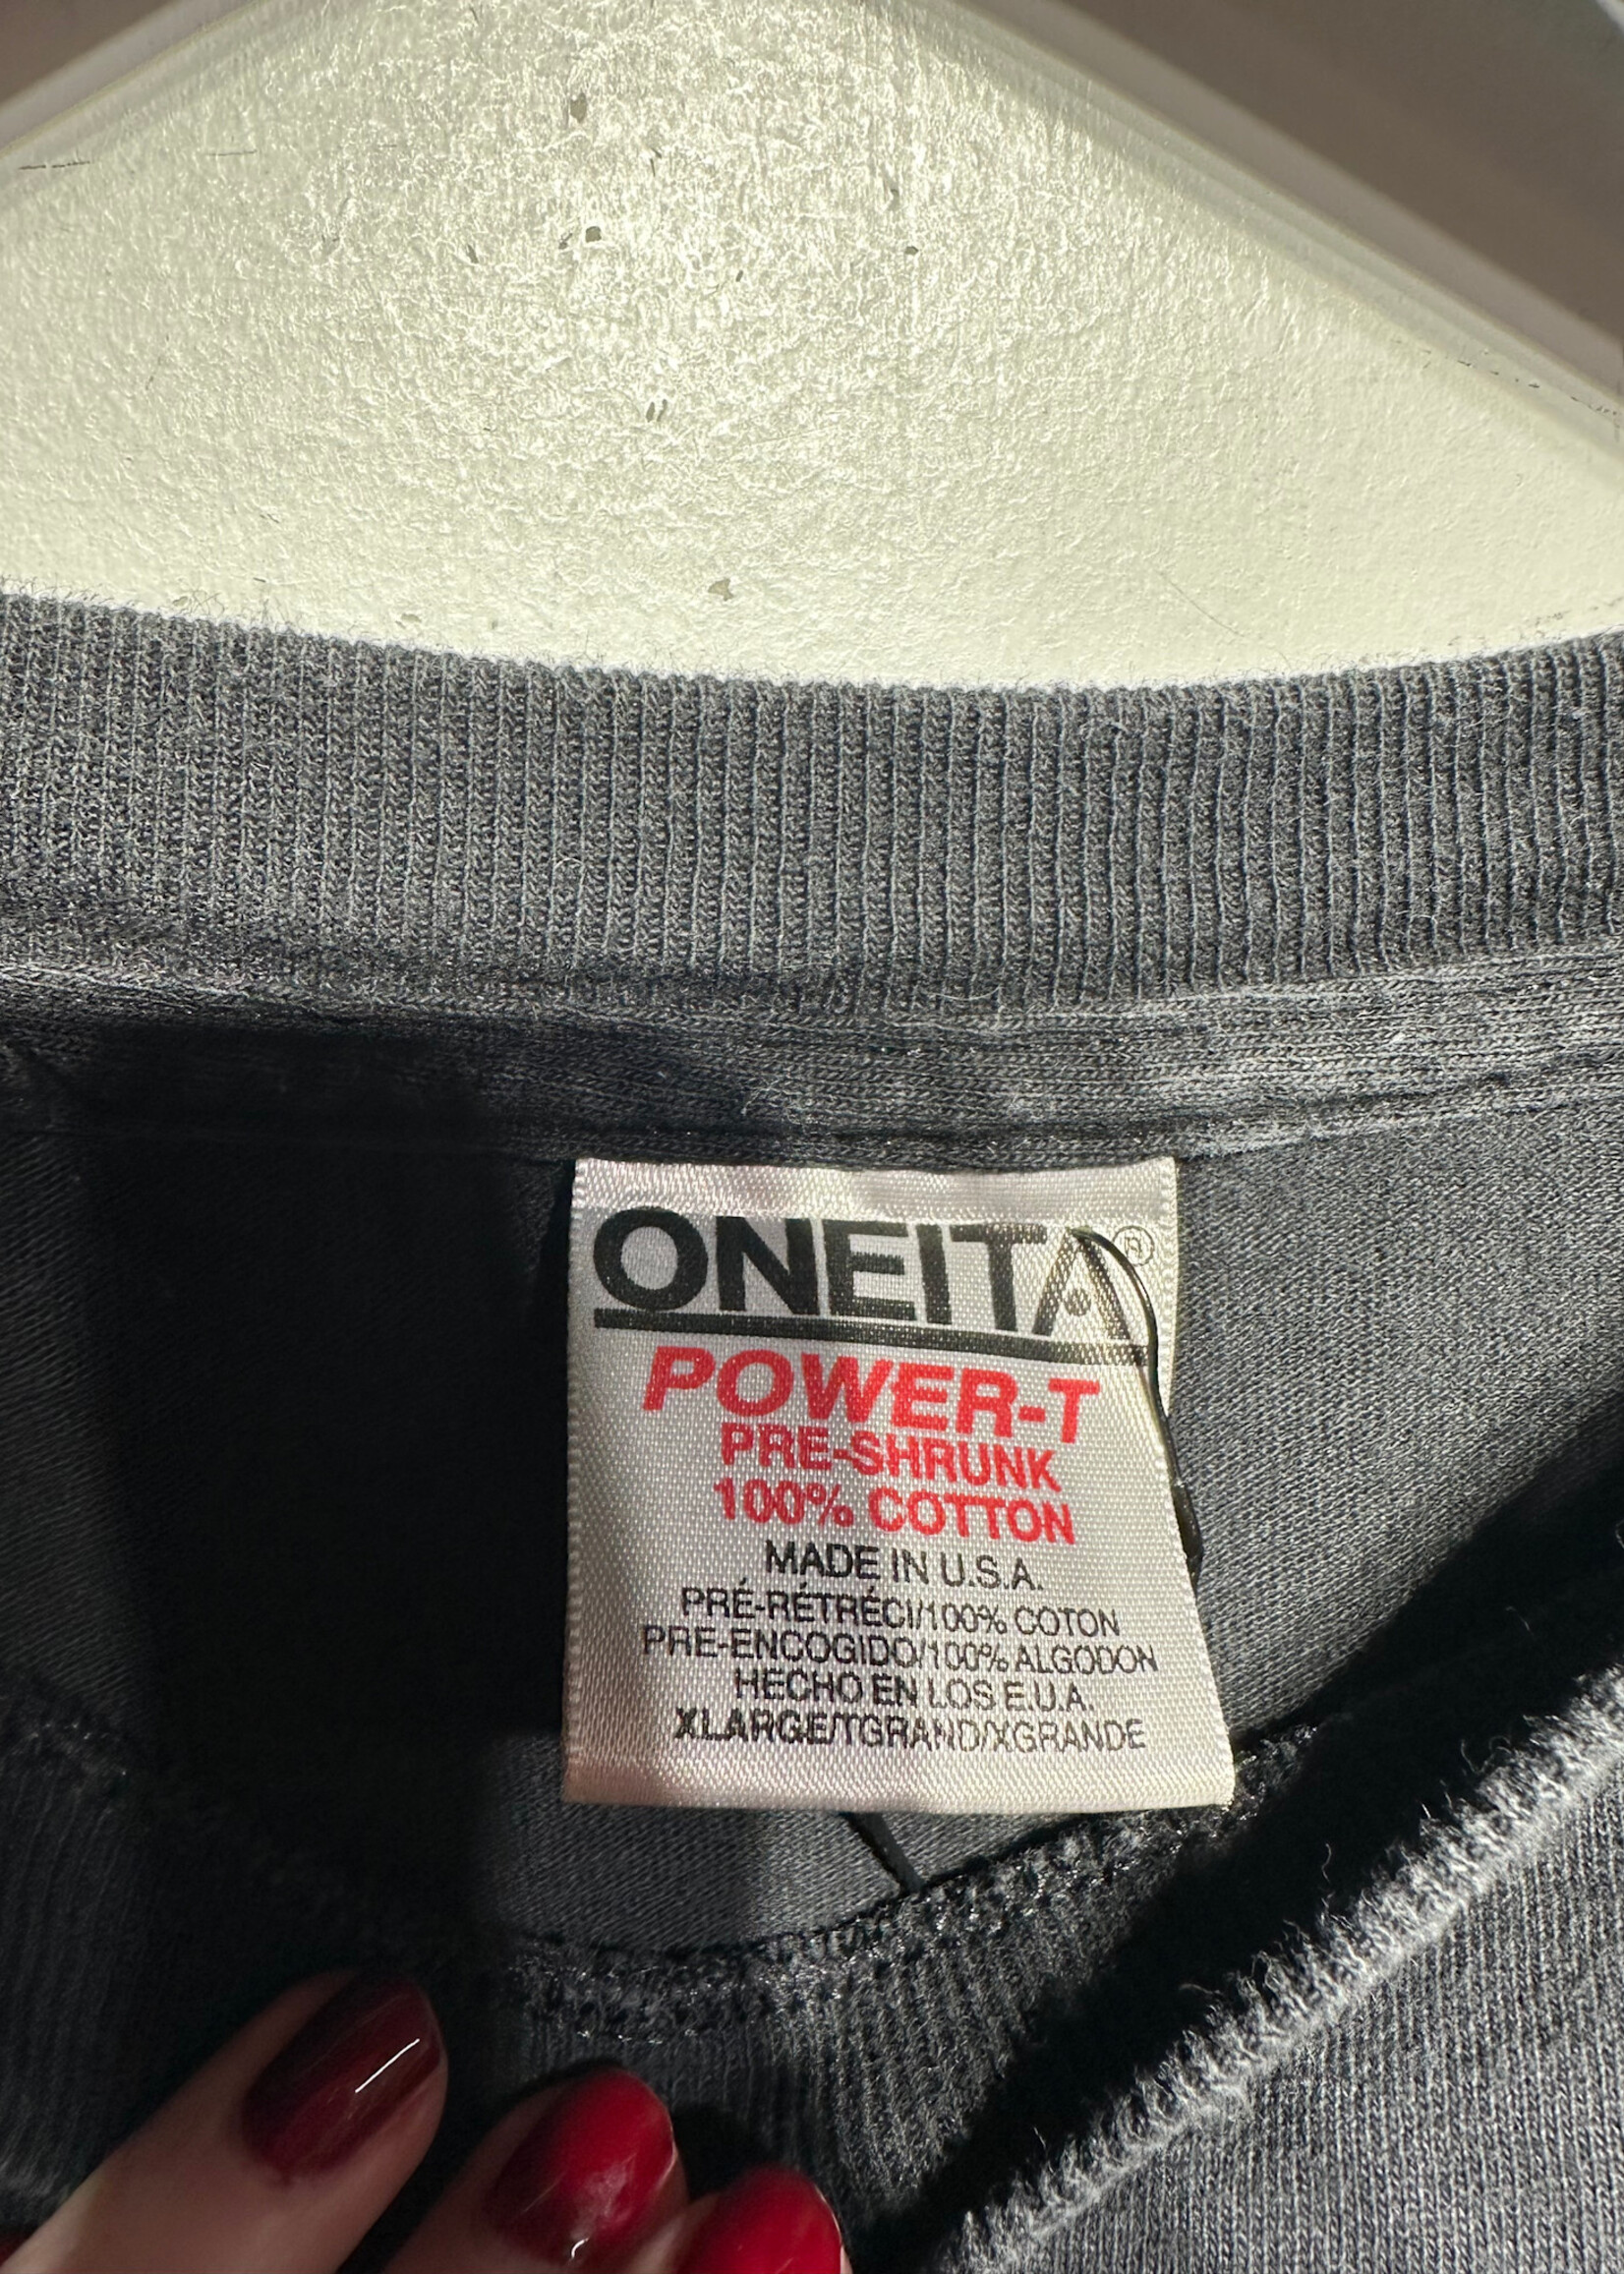 ONEITA®
POWER-T
PRE-SHRUNK
100% COTTON
MADE IN U.S.A.
PRÉ-RÉTRÉCI/100% COTON
PRE-ENCOGIDO/100% ALGODON
HECHO EN LOS E.U.A.
XLARGE/TGRAND/XGRANDE